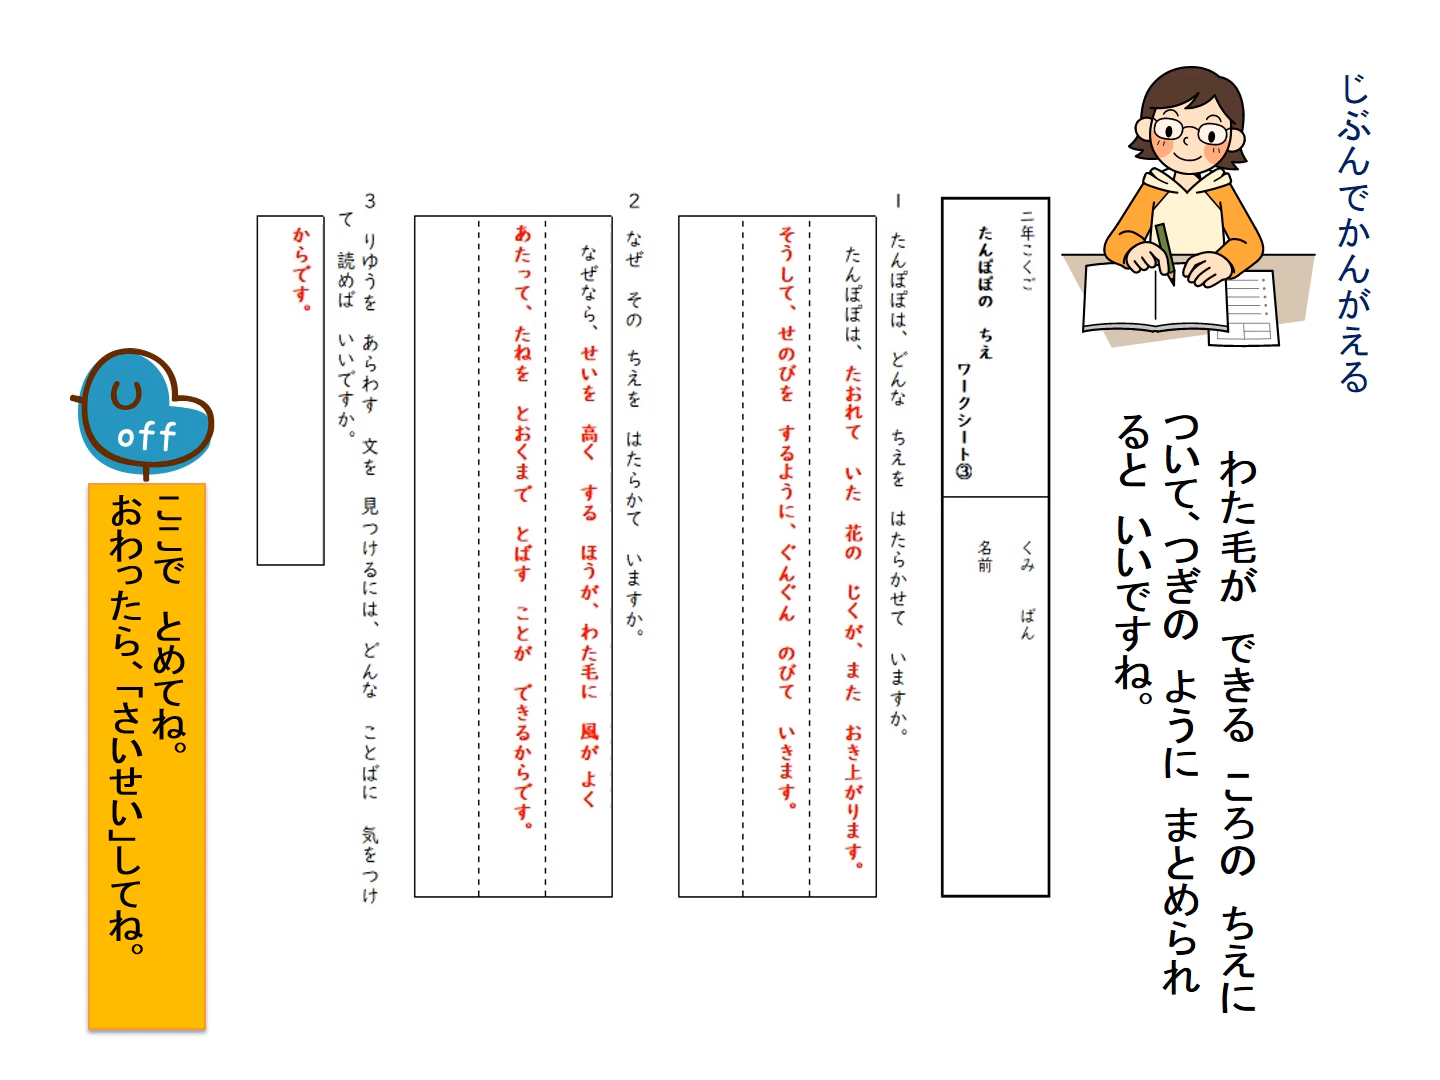 じぶんでかんがえる
わた毛が　できる　ころの　ちえに
ついて、つぎの　ように　まとめられ
ると　いいですね。
二年こくご
たんぽぽの　ちえ
ワークシート③
くみ　ばん
名前
1　たんぽぽは、どんな　ちえを　はたらかせて　いますか。
たんぽぽは、たおれて　いた　花の　じくが、また　おき上がります。
そうして、せのびを　するように、ぐんぐん　のびて　いきます。
2　なぜ　その　ちえを　はたらかて　いますか。
なぜなら、せいを　高く　する　ほうが、わた毛に　風が　よく
あたって、たねを　とおくまで　とばす　ことが　できるからです。
3　りゆうを　あらわす　文を　見つけるには、どんな　ことばに　気をつけ
て　読めば　いいですか。
からです。
off
ここで　とめてね。
おわったら、「さいせい」してね。